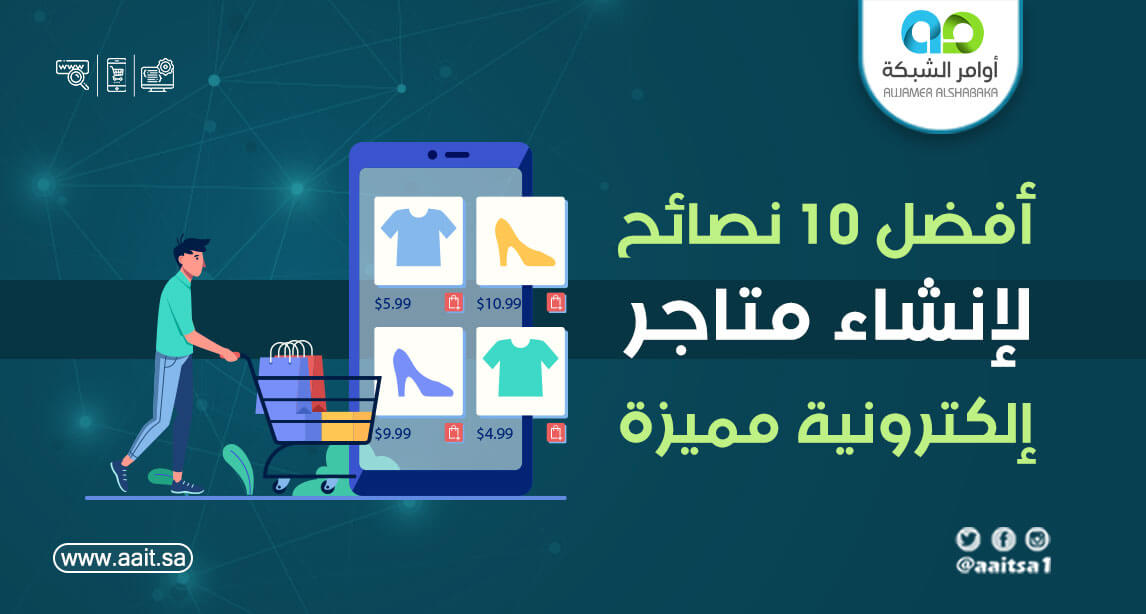 أوامر الشبكة
AWAMER ALSHABAKA
www
أفضل 10 نصائح
لإنشاء متاجر
إلكترونية مميزة
$5.99
$10.99
$9.99
$4.99
www.aait.sa
@aaitsa1